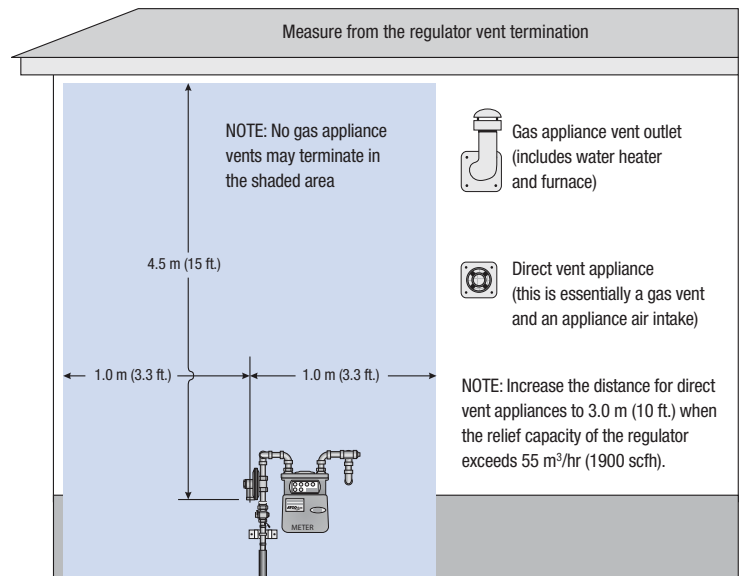 Measure from the regulator vent termination
NOTE: No gas appliance
vents may terminate in
the shaded area
Gas appliance vent outlet
(includes water heater
and furnace)
4.5 m (15 ft.)
Direct vent appliance
(this is essentially a gas vent
and an appliance air intake)
1.0 m (3.3 ft.)
1.0 m (3.3 ft.)
NOTE: Increase the distance for direct
vent appliances to 3.0 m (10 ft.) when
the relief capacity of the regulator
exceeds 55 m³/hr (1900 scfh).
METER